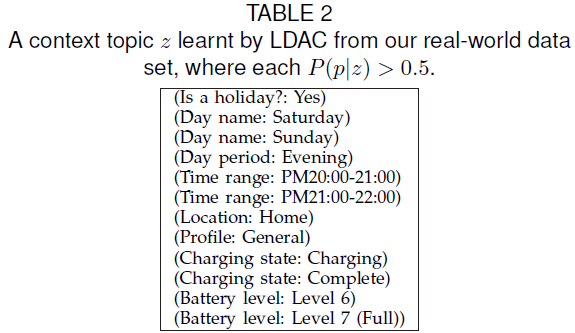 TABLE 2
A context topic z learnt by LDAC from our real-world data
set, where each P(p|z) > 0.5.
(Is a holiday?: Yes)
(Day name: Saturday)
(Day name: Sunday)
(Day period: Evening)
(Time range: PM20:00-21:00)
(Time range: PM21:00-22:00)
(Location: Home)
(Profile: General)
(Charging state: Charging)
(Charging state: Complete)
(Battery level: Level 6)
(Battery level: Level 7 (Full))